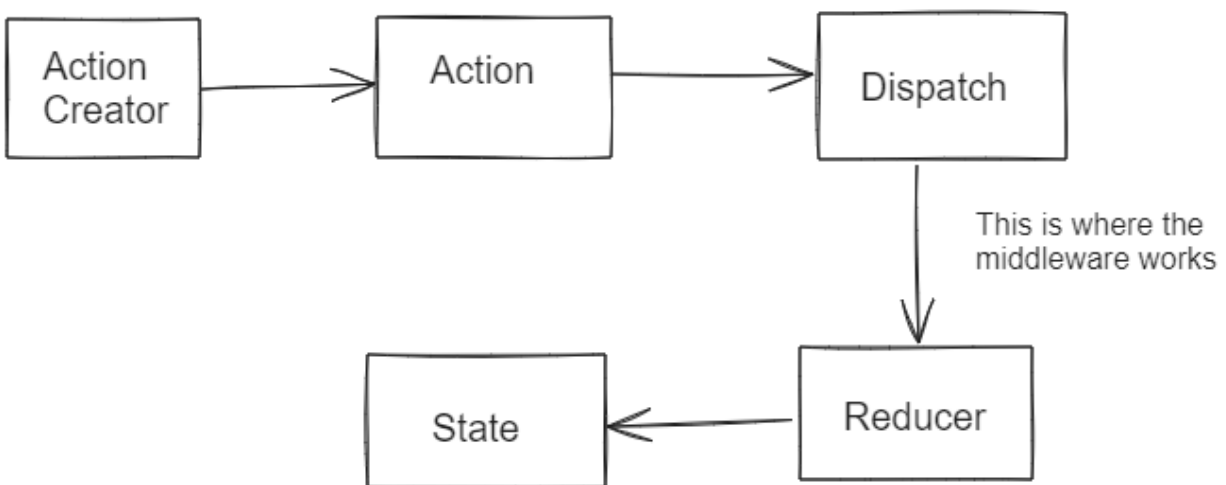 Action
Creator
Action
Dispatch
This is where the
middleware works
State
Reducer